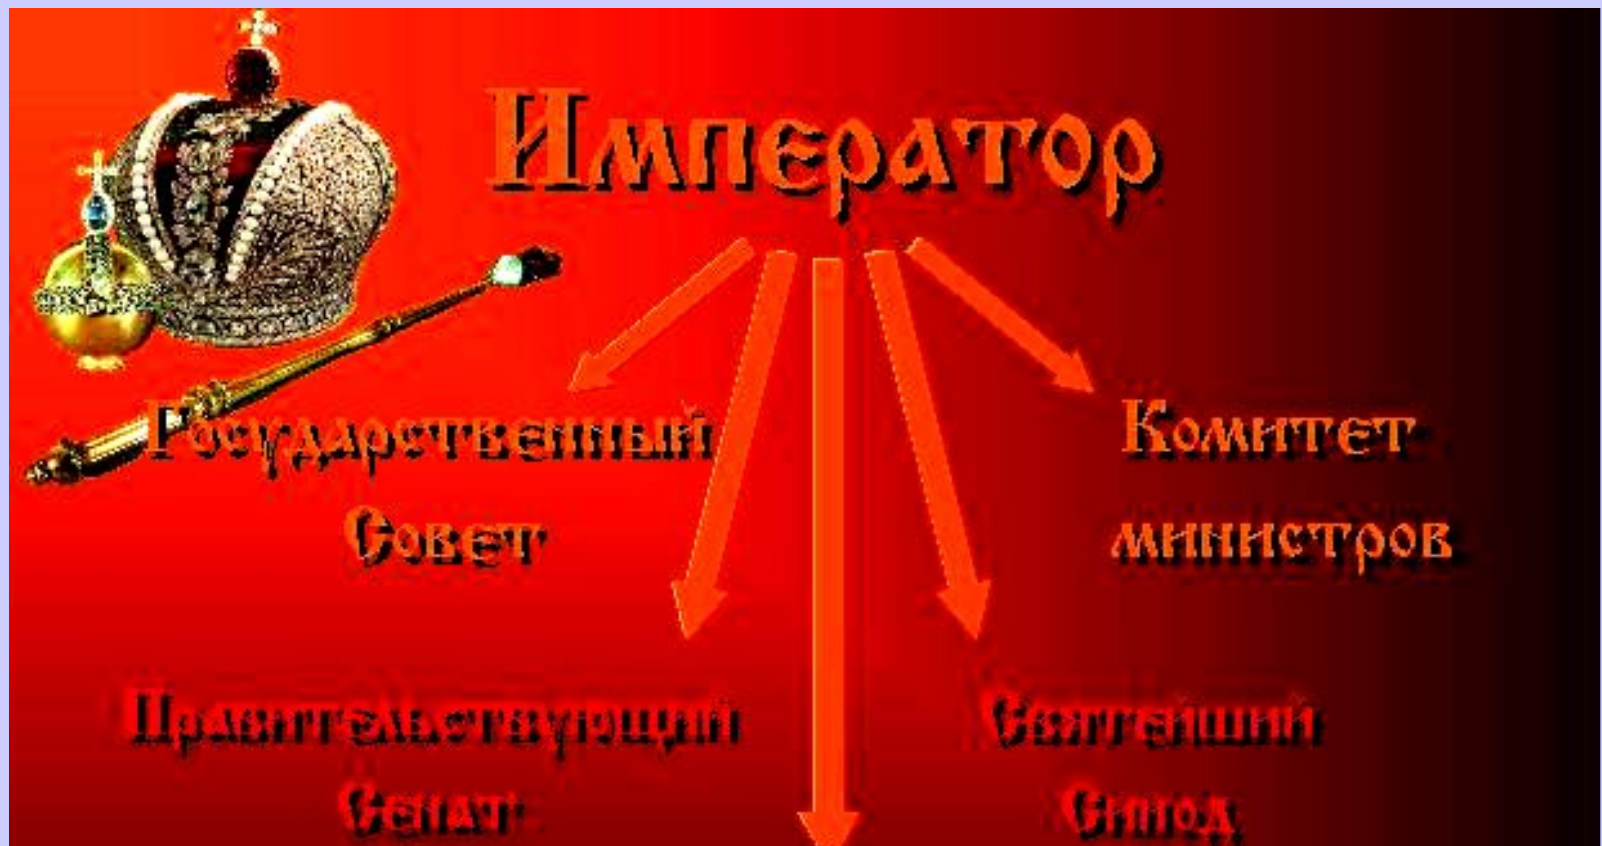 Император
Государственный
Совет
Комитет
министров
Правительствующий
Сенат
Святейший
Синод